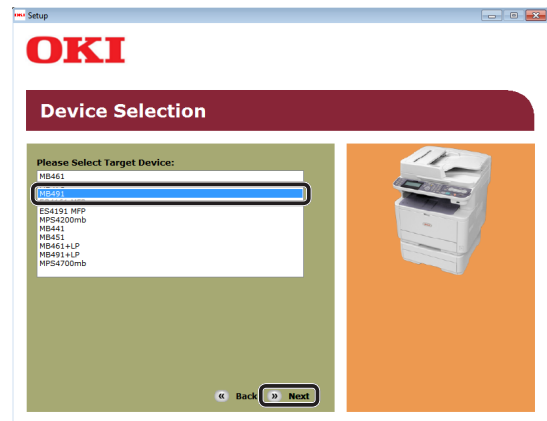 Setup
OKI
Device Selection
Please Select Target Device:
MB461
MB491
ES4191 MFP
MPS4200mb
MB441
MB451
MB461+LP
MB491+LP
MPS4700mb
Back
Next